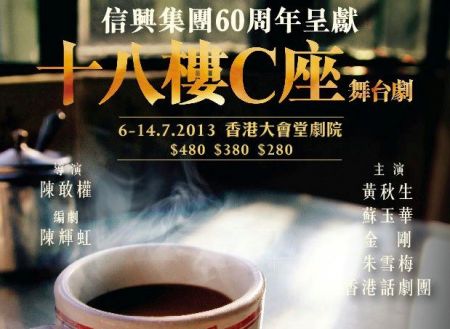 信興集團60周年呈獻
十八樓C座舞台劇
6-14.7.2013 香港大會堂劇院
$480 $380 $280
導演
陳敢權
編劇
陳輝虹
主演
黃秋生
蘇玉華
金剛
朱雪梅
香港話劇團